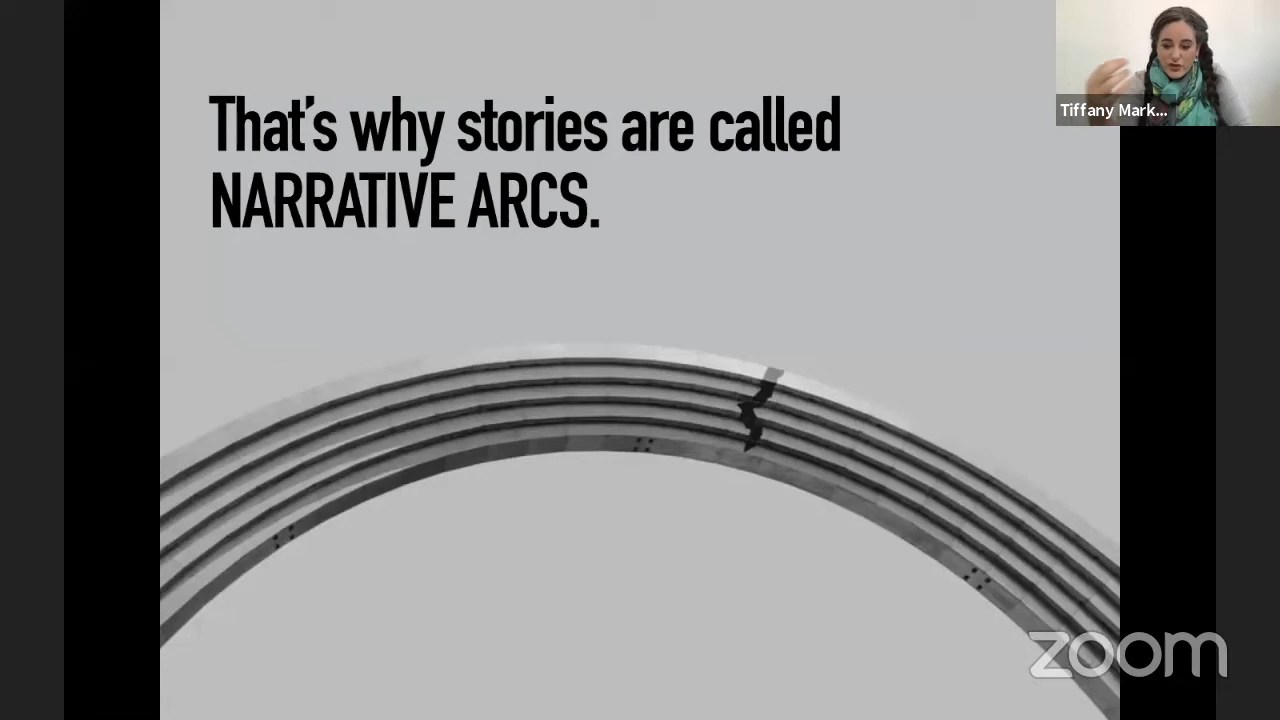 That's why stories are called
NARRATIVE ARCS.
Tiffany Mark...
zoom